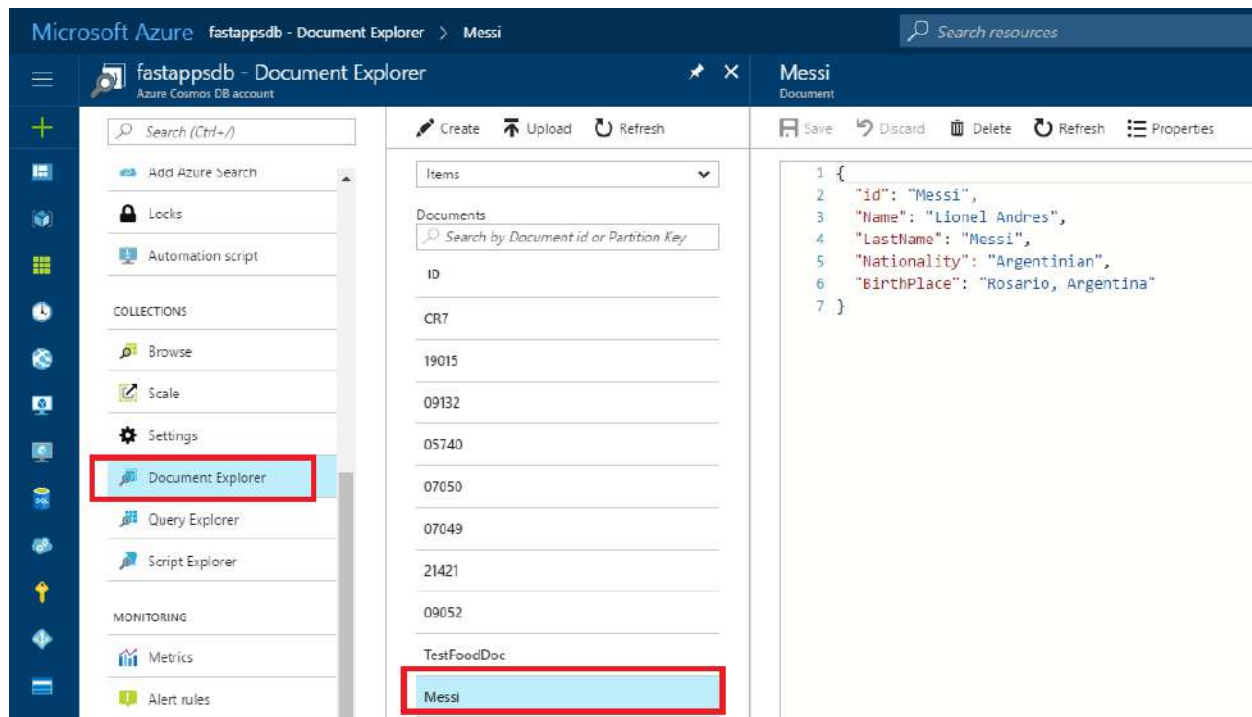 Microsoft Azure fastappsdb - Document Explorer > Messi
Search resources
fastappsdb - Document Explorer
Azure Cosmos DB account
Search (Ctrl+/)
Add Azure Search
Locks
Automation script
COLLECTIONS
Browse
Scale
Settings
Document Explorer
Query Explorer
Script Explorer
MONITORING
Metrics
Alert rules
Create Upload Refresh
Items
Documents
Search by Document id or Partition Key
ID
CR7
19015
09132
05740
07050
07049
21421
09052
TestFoodDoc
Messi
Messi
Document
Save Discard Delete Refresh Properties
1 {
2 "id": "Messi",
3 "Name": "Lionel Andres",
4 "LastName": "Messi",
5 "Nationality": "Argentinian",
6 "BirthPlace": "Rosario, Argentina"
7 }